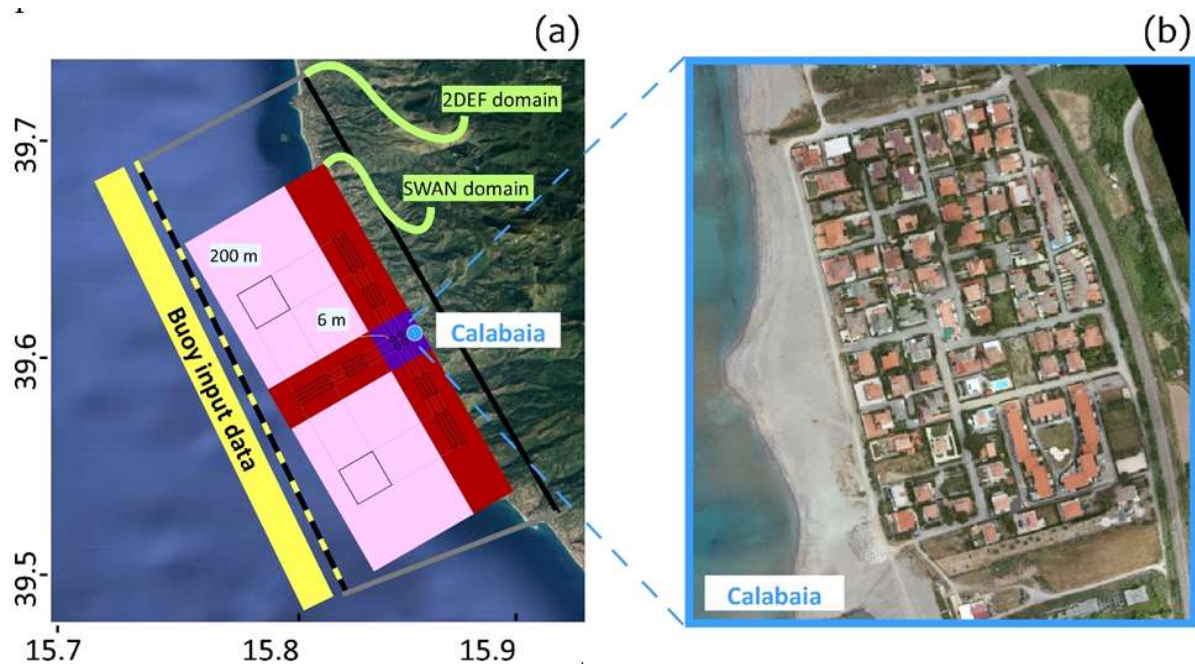 (a)
(b)
2DEF domain
39.7
SWAN domain
200 m
6 m
Calabaia
39.6
Buoy input data
39.5
Calabaia
15.7
15.8
15.9